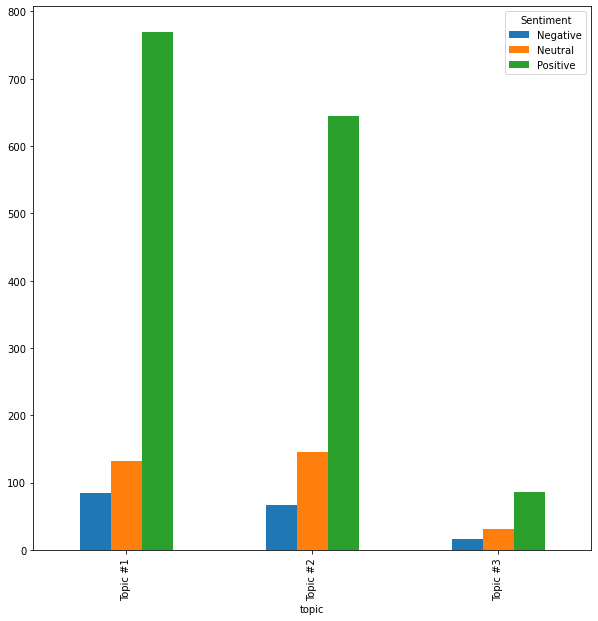 Sentiment
Negative
Neutral
Positive
800
700
600
500
400
300
200
100
0
Topic #1
Topic #2
Topic #3
topic